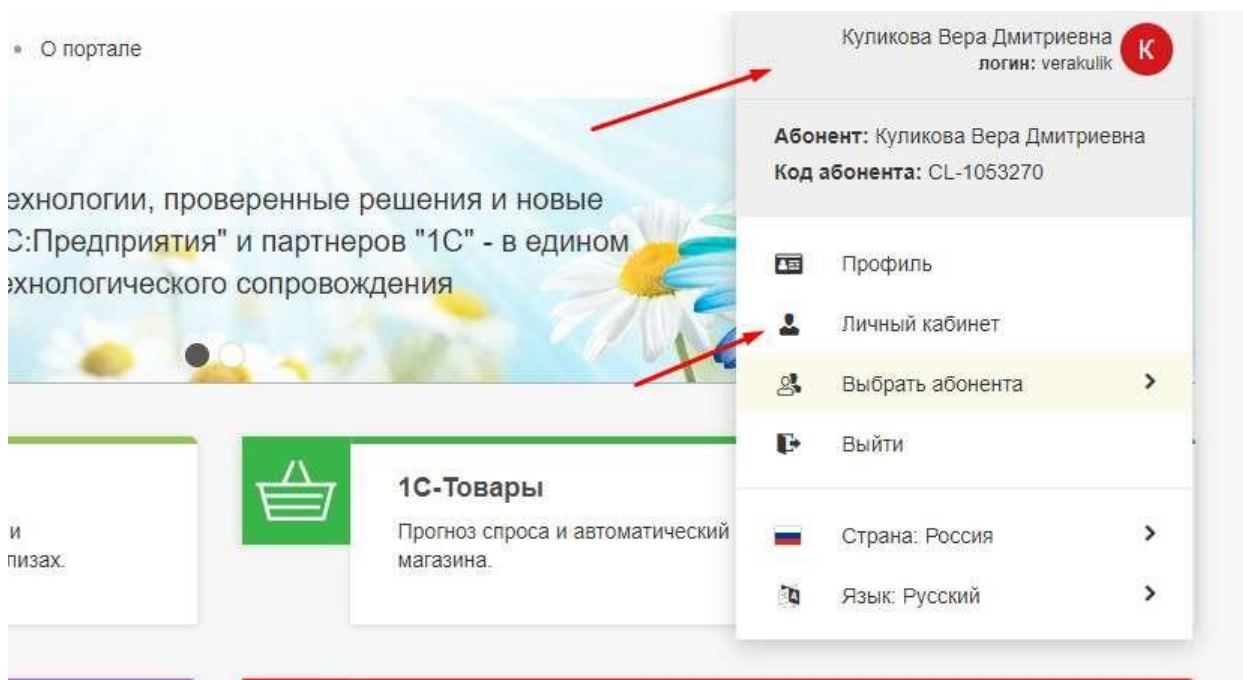 О портале
Куликова Вера Дмитриевна
логин: verakulik
К
Абонент: Куликова Вера Дмитриевна
Код абонента: CL-1053270
ехнологии, проверенные решения и новые
С:Предприятия" и партнеров "1С" - в едином
ехнологического сопровождения
Профиль
Личный кабинет
Выбрать абонента
Выйти
1С-Товары
Прогноз спроса и автоматический
магазина.
и
лизах.
Страна: Россия
Язык: Русский